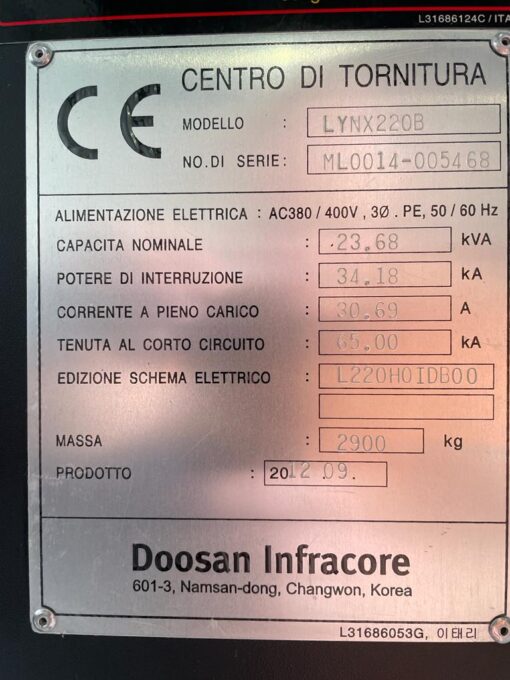 L31686124C / ITA
CE
CENTRO DI TORNITURA
MODELLO : LYNX220B
NO.DI SERIE: ML0014-005468
ALIMENTAZIONE ELETTRICA : AC380 / 400V , 3Ø . PE, 50 / 60 Hz
CAPACITA NOMINALE : 23.68 kVA
POTERE DI INTERRUZIONE : 34.18 kA
CORRENTE A PIENO CARICO : 30.69 A
TENUTA AL CORTO CIRCUITO : 65.00 kA
EDIZIONE SCHEMA ELETTRICO : L220H0IDB00
MASSA : 2900 kg
PRODOTTO : 2012.09.
Doosan Infracore
601-3, Namsan-dong, Changwon, Korea
L31686053G, 이태리